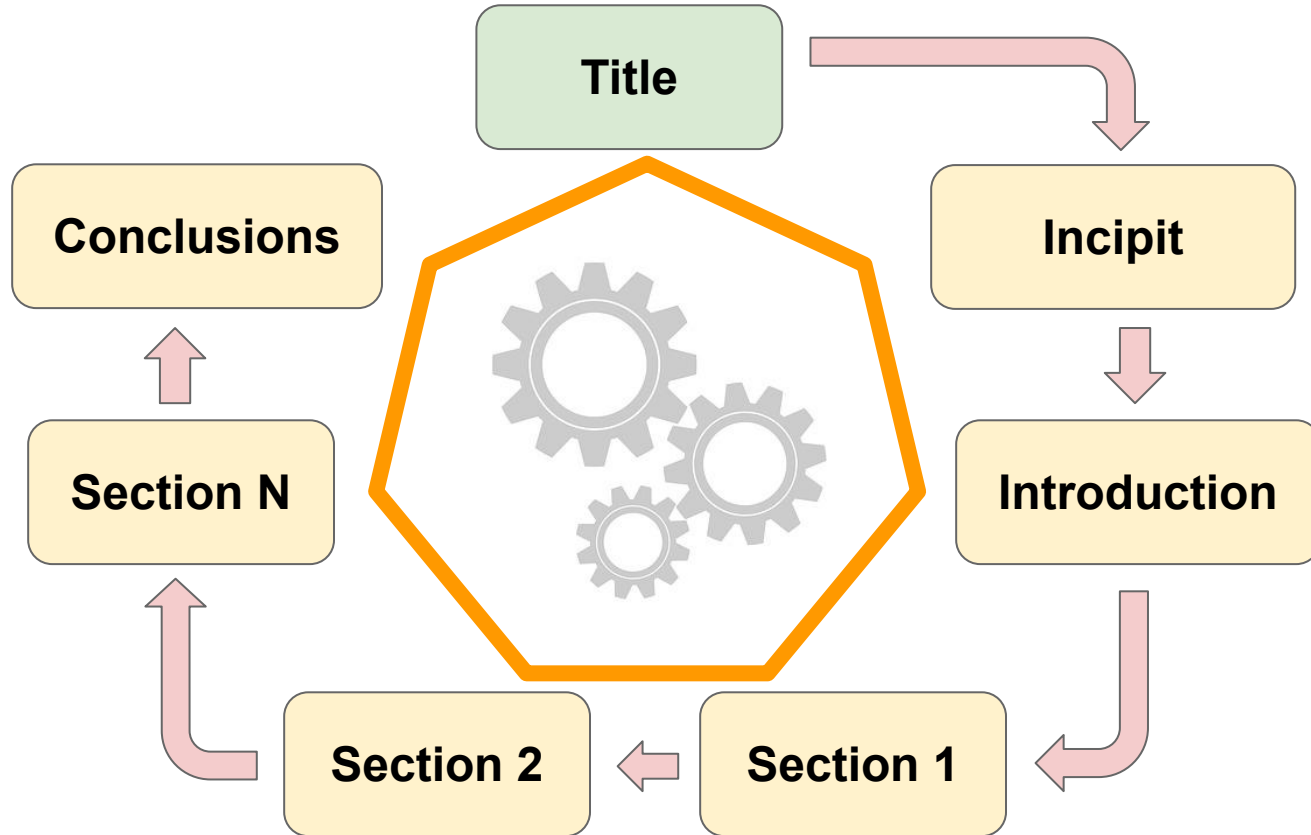 Title
Incipit
Introduction
Section 1
Section 2
Section N
Conclusions